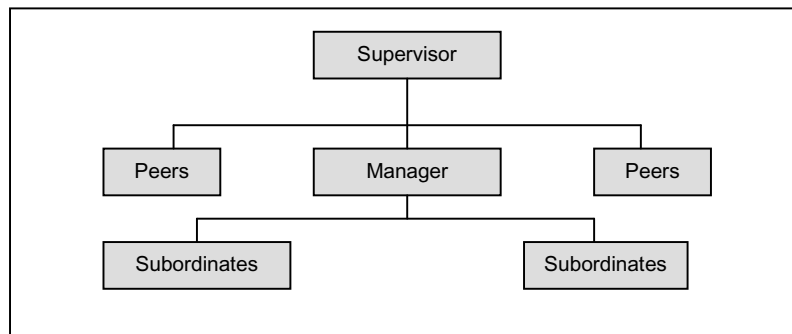 Supervisor
Peers
Manager
Peers
Subordinates
Subordinates